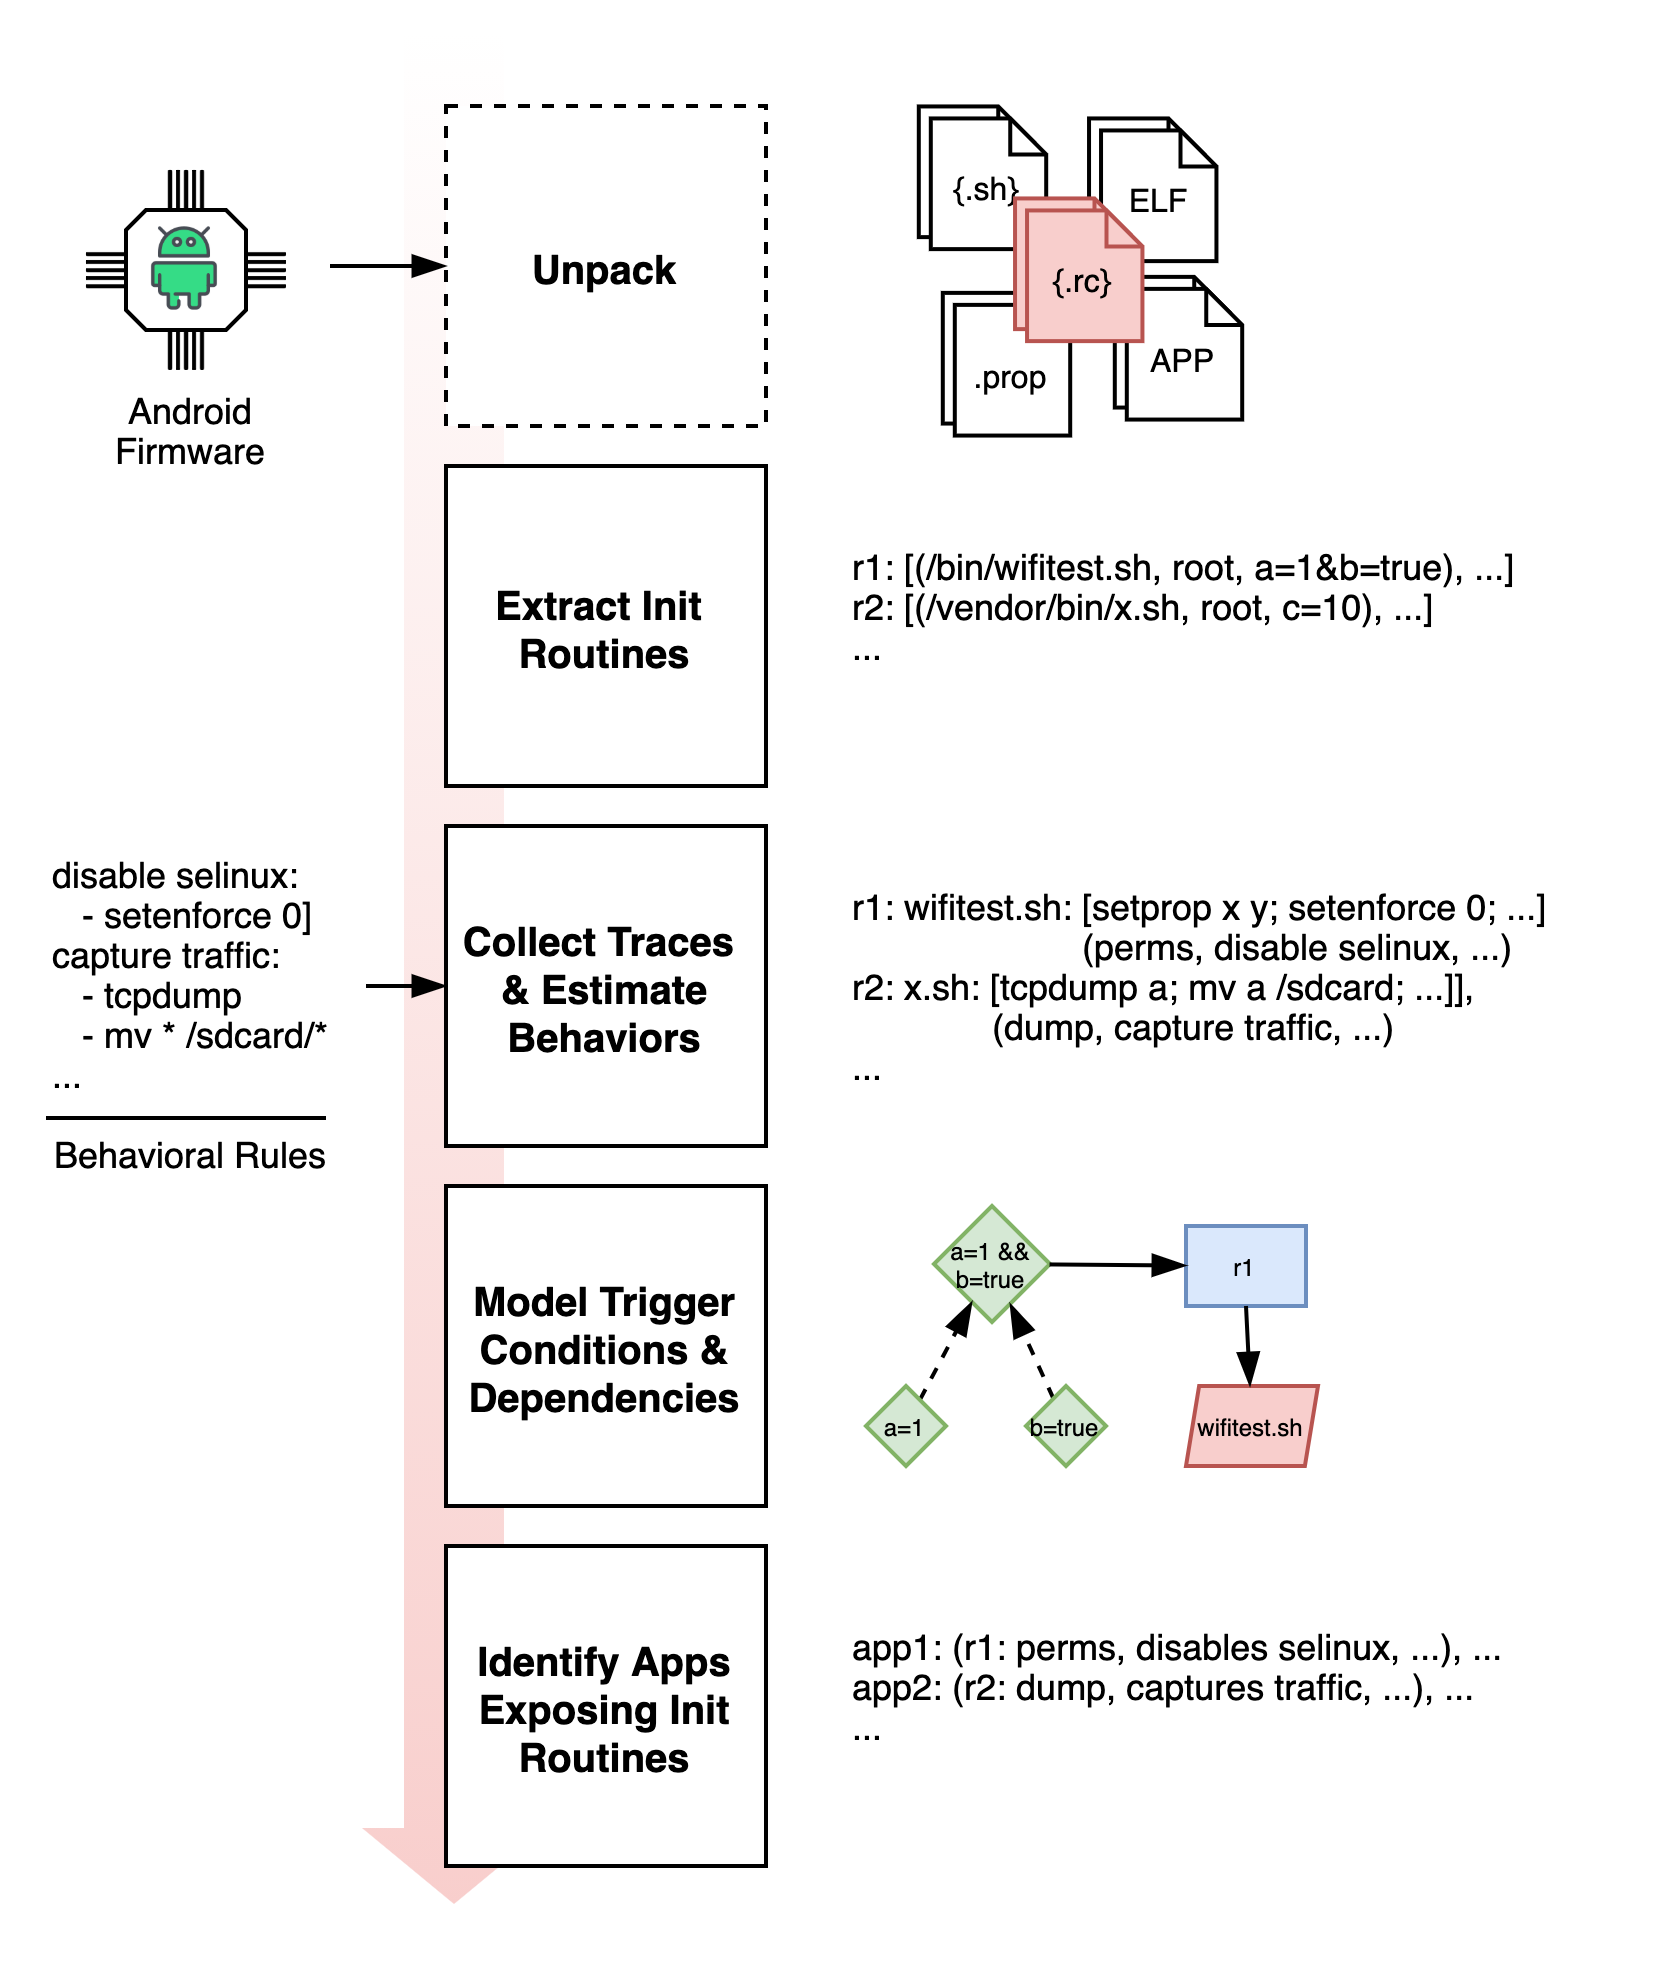 {.sh}
ELF
{.rc}
.prop
APP
Unpack
Android
Firmware
Extract Init
Routines
r1: [(/bin/wifitest.sh, root, a=1&b=true), ...]
r2: [(/vendor/bin/x.sh, root, c=10), ...]
...
disable selinux:
- setenforce 0]
capture traffic:
- tcpdump
- mv * /sdcard/*
...
Behavioral Rules
Collect Traces
& Estimate
Behaviors
r1: wifitest.sh: [setprop x y; setenforce 0; ...]
(perms, disable selinux, ...)
r2: x.sh: [tcpdump a; mv a /sdcard; ...]],
(dump, capture traffic, ...)
...
Model Trigger
Conditions &
Dependencies
a=1 &&
b=true
r1
a=1
b=true
wifitest.sh
Identify Apps
Exposing Init
Routines
app1: (r1: perms, disables selinux, ...), ...
app2: (r2: dump, captures traffic, ...), ...
...